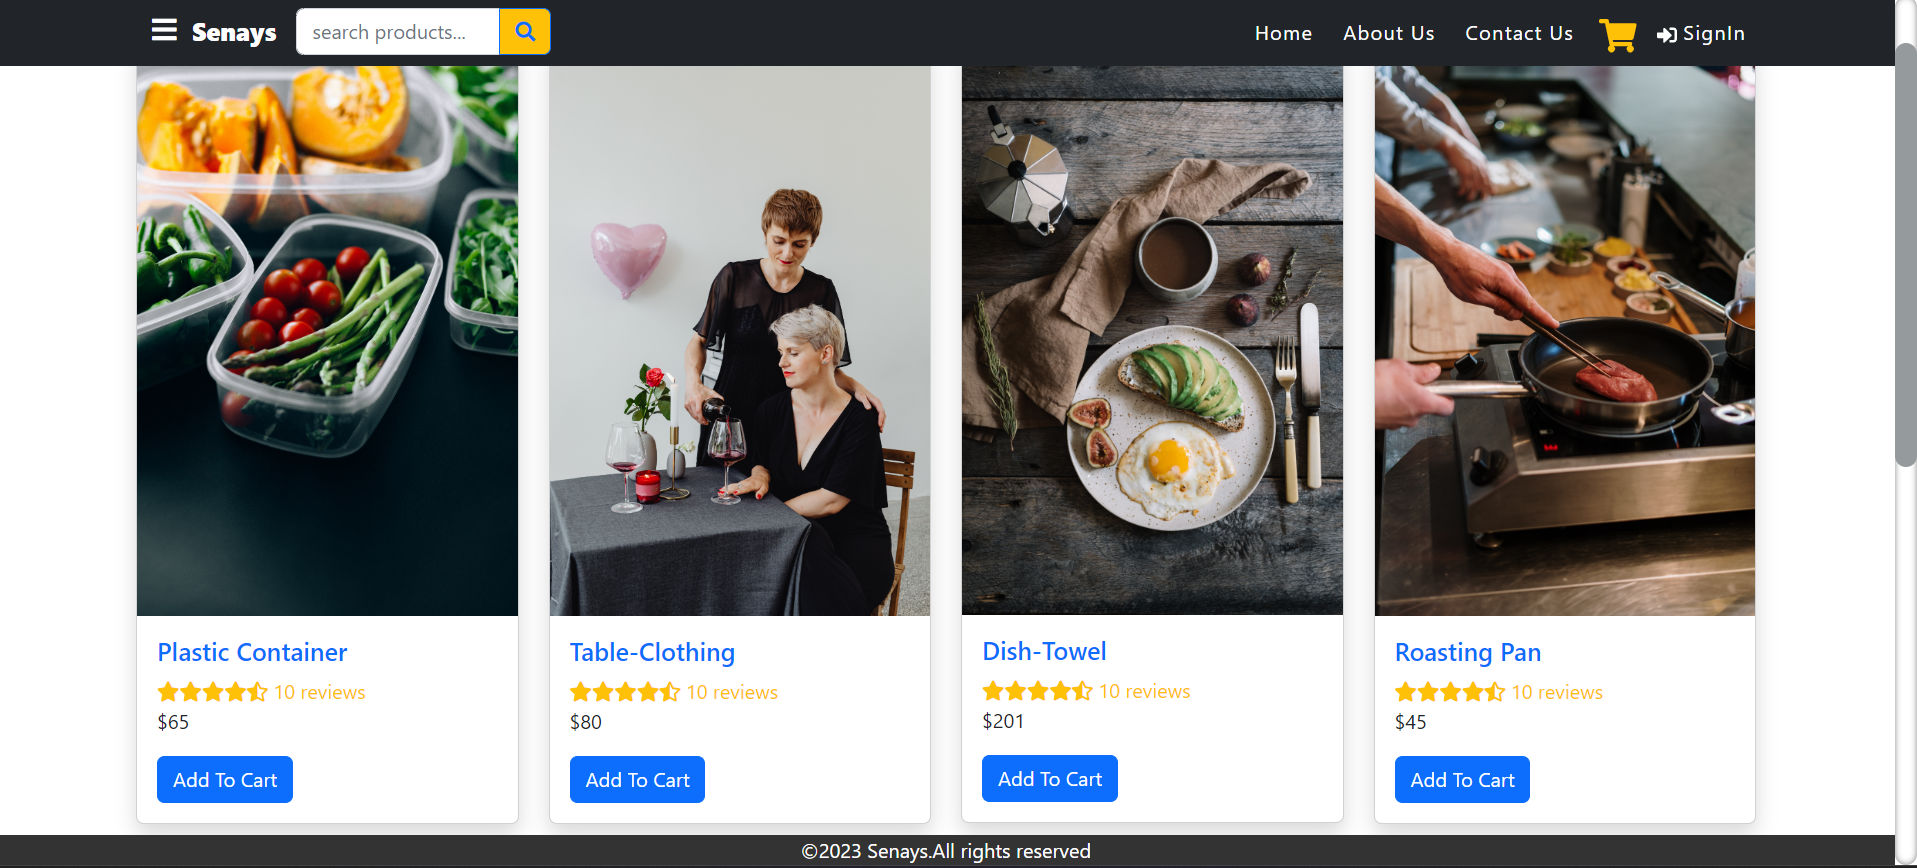 Senays
search products...
Home
About Us
Contact Us
SignIn
Plastic Container
10 reviews
$65
Add To Cart
Table-Clothing
10 reviews
$80
Add To Cart
Dish-Towel
10 reviews
$201
Add To Cart
Roasting Pan
10 reviews
$45
Add To Cart
©2023 Senays.All rights reserved